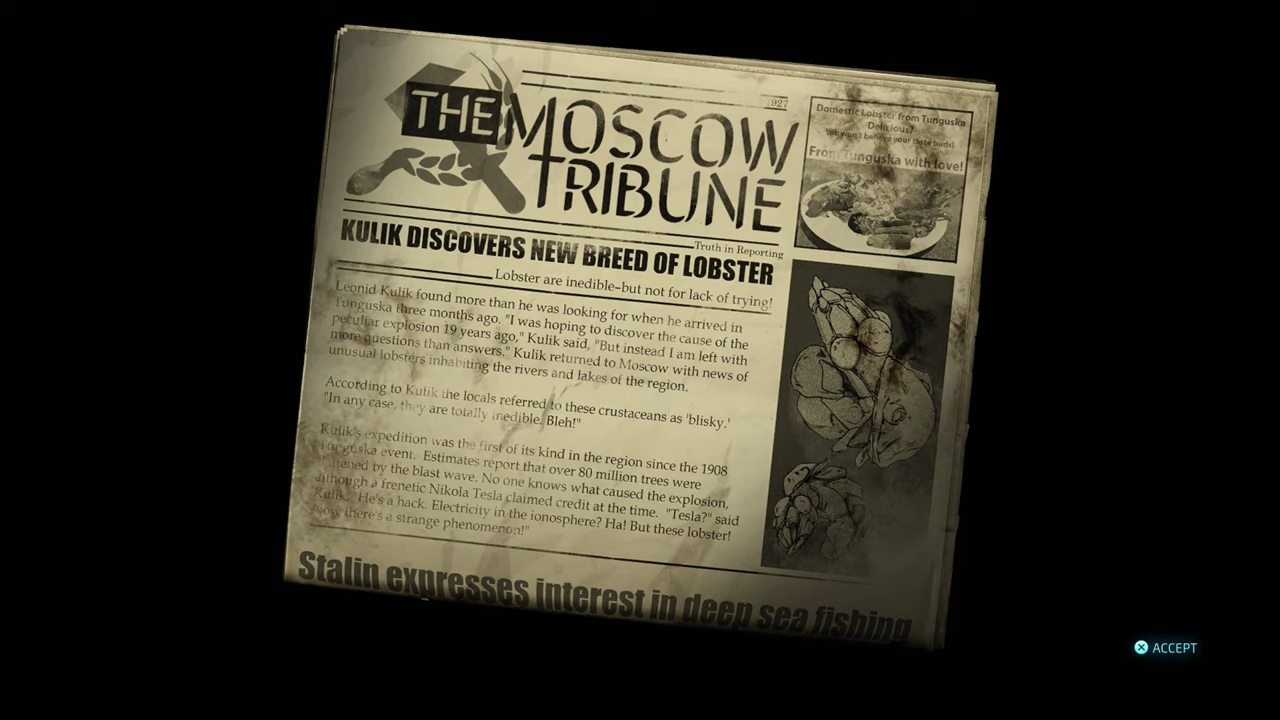 THE MOSCOW
TRIBUNE
1927
Truth in Reporting
KULIK DISCOVERS NEW BREED OF LOBSTER
Lobster are inedible–but not for lack of trying!
Leonid Kulik found more than he was looking for when he arrived in
Tunguska three months ago. "I was hoping to discover the cause of the
peculiar explosion 19 years ago," Kulik said, "But instead I am left with
more questions than answers." Kulik returned to Moscow with news of
unusual lobsters inhabiting the rivers and lakes of the region.
According to Kulik the locals referred to these crustaceans as 'blisky.'
"In any case, they are totally inedible. Bleh!"
Kulik's expedition was the first of its kind in the region since the 1908
Tunguska event. Estimates report that over 80 million trees were
flattened by the blast wave. No one knows what caused the explosion,
although a frenetic Nikola Tesla claimed credit at the time. "Tesla?" said
Kulik. "He's a hack. Electricity in the ionosphere? Ha! But these lobster!
Now there's a strange phenomenon!"
Stalin expresses interest in deep sea fishing
Domestic Lobster from Tunguska
Delicious?
You won't believe your taste buds!
From Tunguska with love!
ACCEPT